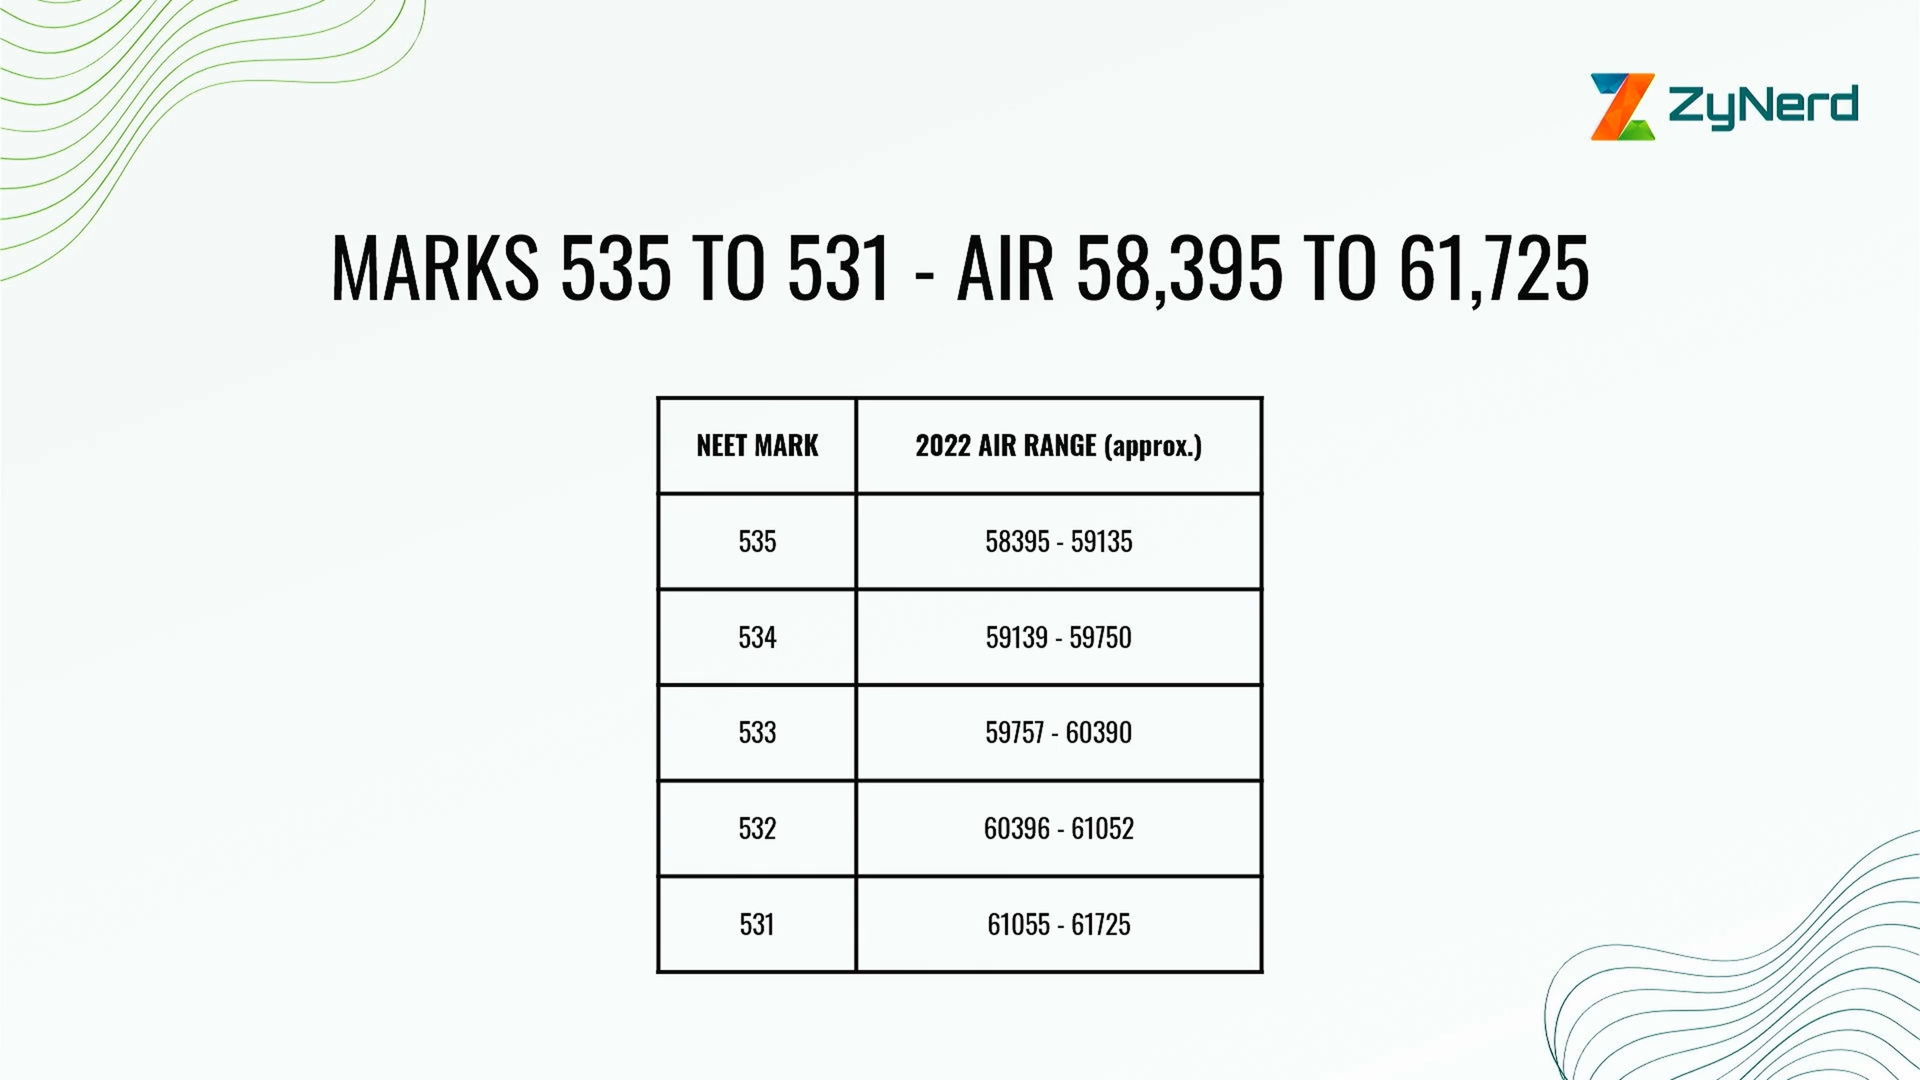 ZyNerd
MARKS 535 TO 531 - AIR 58,395 TO 61,725
NEET MARK 2022 AIR RANGE (approx.)
535 58395 - 59135
534 59139 - 59750
533 59757 - 60390
532 60396 - 61052
531 61055 - 61725